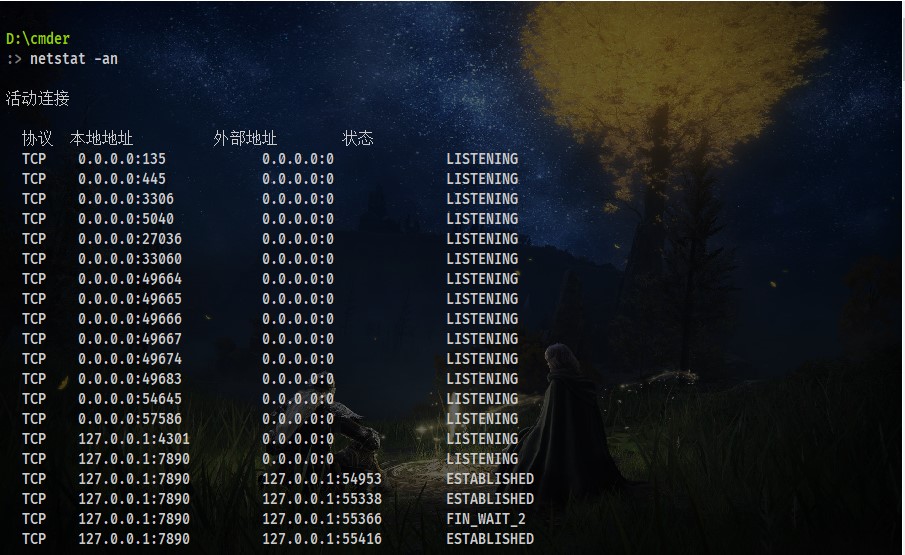 D:\cmder
:> netstat -an
活动连接
协议 本地地址 外部地址 状态
TCP 0.0.0.0:135 0.0.0.0:0 LISTENING
TCP 0.0.0.0:445 0.0.0.0:0 LISTENING
TCP 0.0.0.0:3306 0.0.0.0:0 LISTENING
TCP 0.0.0.0:5040 0.0.0.0:0 LISTENING
TCP 0.0.0.0:27036 0.0.0.0:0 LISTENING
TCP 0.0.0.0:33060 0.0.0.0:0 LISTENING
TCP 0.0.0.0:49664 0.0.0.0:0 LISTENING
TCP 0.0.0.0:49665 0.0.0.0:0 LISTENING
TCP 0.0.0.0:49666 0.0.0.0:0 LISTENING
TCP 0.0.0.0:49667 0.0.0.0:0 LISTENING
TCP 0.0.0.0:49674 0.0.0.0:0 LISTENING
TCP 0.0.0.0:49683 0.0.0.0:0 LISTENING
TCP 0.0.0.0:54645 0.0.0.0:0 LISTENING
TCP 0.0.0.0:57586 0.0.0.0:0 LISTENING
TCP 127.0.0.1:4301 0.0.0.0:0 LISTENING
TCP 127.0.0.1:7890 0.0.0.0:0 LISTENING
TCP 127.0.0.1:7890 127.0.0.1:54953 ESTABLISHED
TCP 127.0.0.1:7890 127.0.0.1:55338 ESTABLISHED
TCP 127.0.0.1:7890 127.0.0.1:55366 FIN_WAIT_2
TCP 127.0.0.1:7890 127.0.0.1:55416 ESTABLISHED